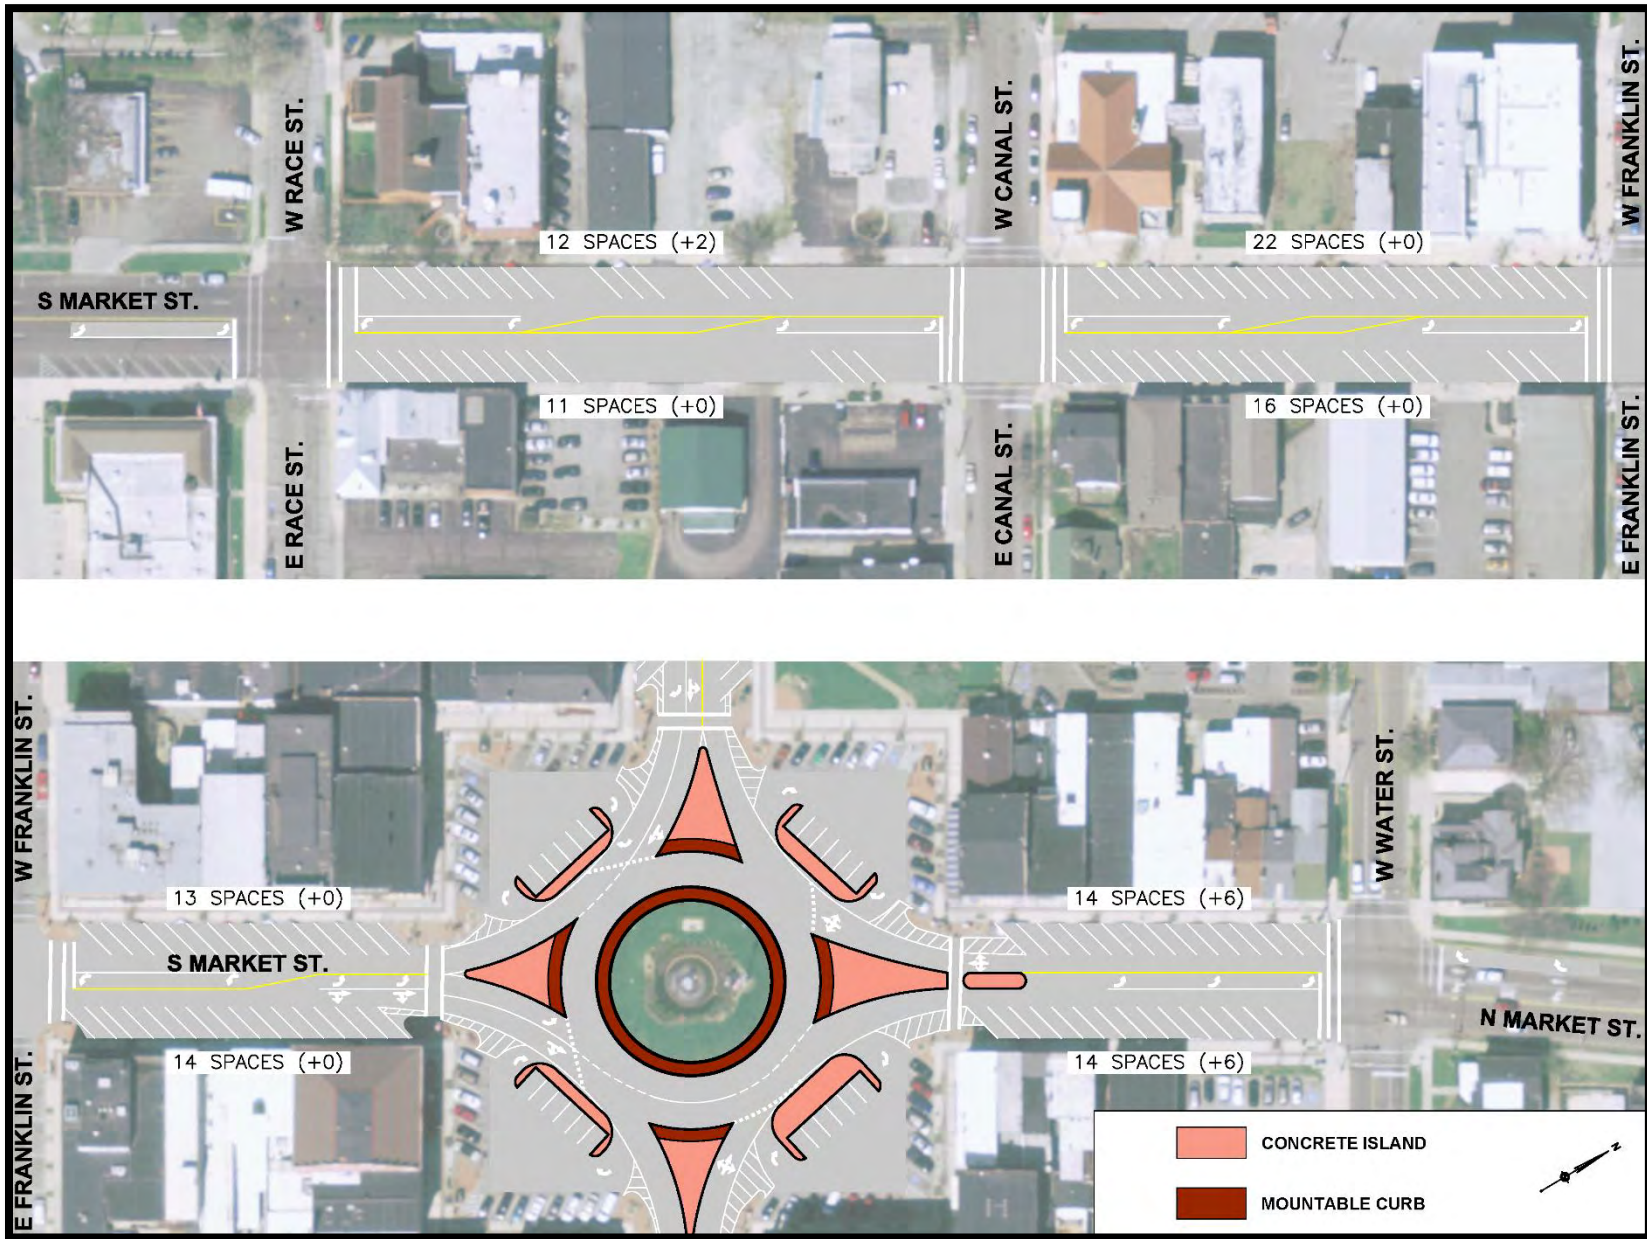 W RACE ST.
W CANAL ST.
W FRANKLIN ST.
12 SPACES (+2)
22 SPACES (+0)
S MARKET ST.
11 SPACES (+0)
16 SPACES (+0)
E RACE ST.
E CANAL ST.
E FRANKLIN ST.
W FRANKLIN ST.
W WATER ST.
13 SPACES (+0)
14 SPACES (+6)
S MARKET ST.
N MARKET ST.
14 SPACES (+0)
14 SPACES (+6)
E FRANKLIN ST.
CONCRETE ISLAND
MOUNTABLE CURB
N